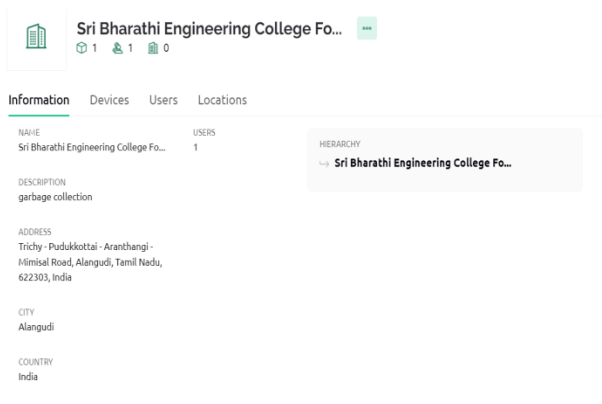 Sri Bharathi Engineering College Fo...
1 1 0
Information Devices Users Locations
NAME
Sri Bharathi Engineering College Fo...
USERS
1
HIERARCHY
Sri Bharathi Engineering College Fo...
DESCRIPTION
garbage collection
ADDRESS
Trichy - Pudukkottai - Aranthangi -
Mimisal Road, Alangudi, Tamil Nadu,
622303, India
CITY
Alangudi
COUNTRY
India